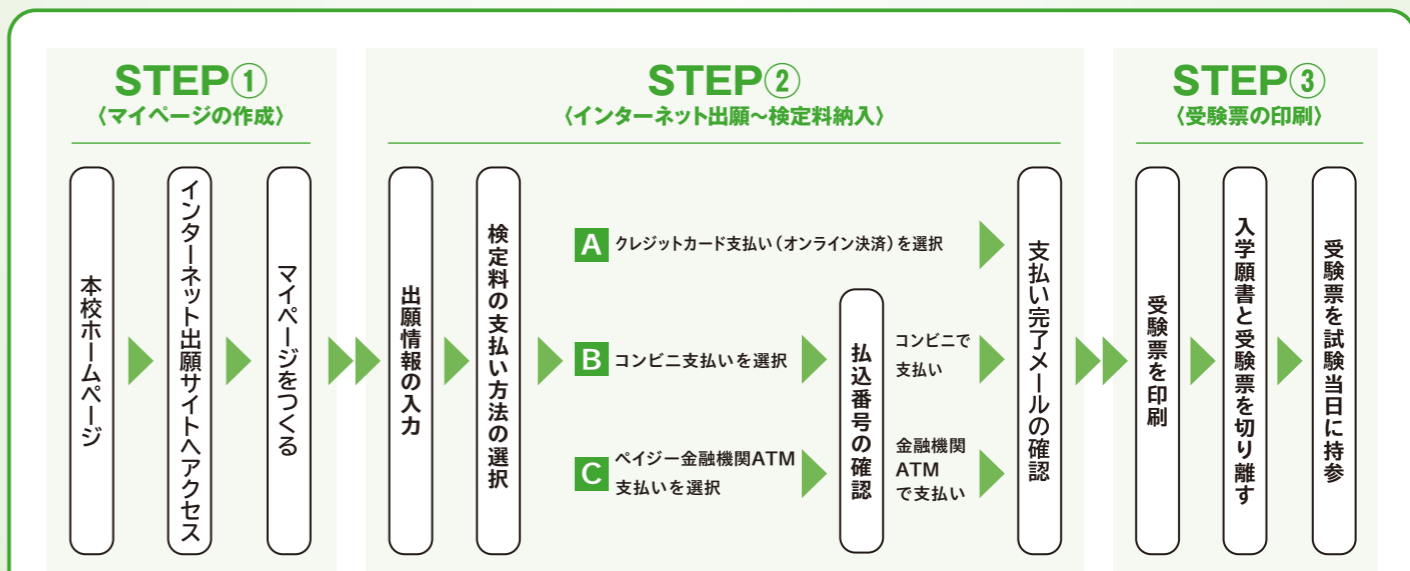 STEP①
〈マイページの作成〉
本校ホームページ
インターネット出願サイトへアクセス
マイページをつくる
STEP②
〈インターネット出願～検定料納入〉
出願情報の入力
検定料の支払い方法の選択
A クレジットカード支払い(オンライン決済)を選択
B コンビニ支払いを選択
C ペイジー金融機関ATM
支払いを選択
払込番号の確認
コンビニで
支払い
金融機関
ATM
で支払い
支払い完了メールの確認
STEP③
〈受験票の印刷〉
受験票を印刷
入学願書と受験票を切り離す
受験票を試験当日に持参